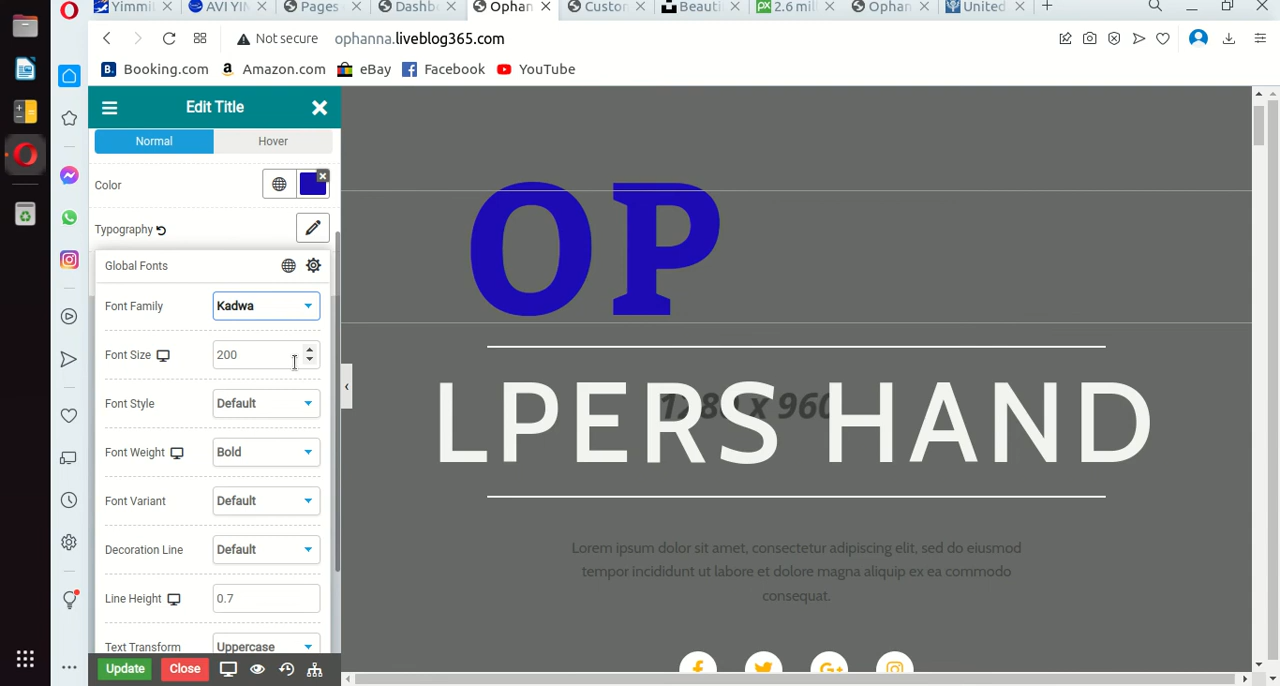 Yimmi
AVI YI
Pages
Dashb
Ophan
Custor
Beauti
2.6 mil
Ophan
United
Not secure
ophanna.liveblog365.com
B. Booking.com
a Amazon.com
eBay
Facebook
YouTube
Edit Title
Normal
Hover
Color
Typography
Global Fonts
Font Family
Kadwa
Font Size
200
Font Style
Default
Font Weight
Bold
Font Variant
Default
Decoration Line
Default
Line Height
0.7
Text Transform
Uppercase
Update
Close
OP
LPERS HAND
1280 x 960
Lorem ipsum dolor sit amet, consectetur adipiscing elit, sed do eiusmod
tempor incididunt ut labore et dolore magna aliquip ex ea commodo
consequat.